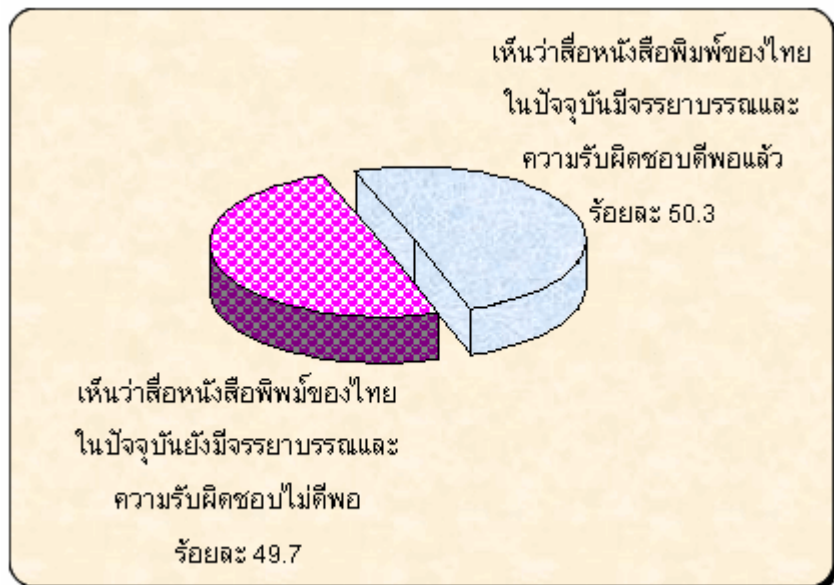 เห็นว่าสื่อหนังสือพิมพ์ของไทย
ในปัจจุบันมีจรรยาบรรณและ
ความรับผิดชอบดีพอแล้ว
ร้อยละ 50.3
เห็นว่าสื่อหนังสือพิพม์ของไทย
ในปัจจุบันยังมีจรรยาบรรณและ
ความรับผิดชอบไม่ดีพอ
ร้อยละ 49.7